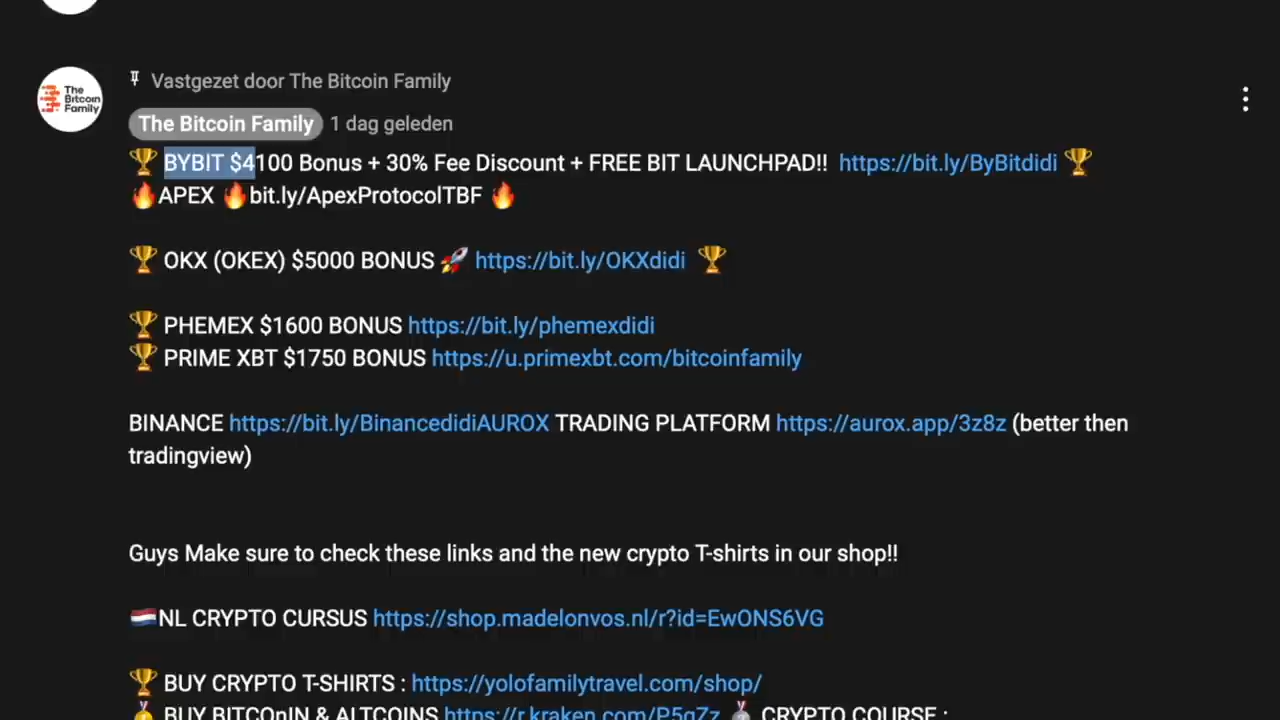 The Bitcoin Family
Vastgezet door The Bitcoin Family
The Bitcoin Family 1 dag geleden
🏆 BYBIT $4100 Bonus + 30% Fee Discount + FREE BIT LAUNCHPAD!! https://bit.ly/ByBitdidi 🏆
🔥APEX 🔥bit.ly/ApexProtocolTBF 🔥
🏆 OKX (OKEX) $5000 BONUS 🚀 https://bit.ly/OKXdidi 🏆
🏆 PHEMEX $1600 BONUS https://bit.ly/phemexdidi
🏆 PRIME XBT $1750 BONUS https://u.primexbt.com/bitcoinfamily
BINANCE https://bit.ly/BinancedidiAUROX TRADING PLATFORM https://aurox.app/3z8z (better then
tradingview)
Guys Make sure to check these links and the new crypto T-shirts in our shop!!
🇳🇱NL CRYPTO CURSUS https://shop.madelonvos.nl/r?id=EwONS6VG
🏆 BUY CRYPTO T-SHIRTS : https://yolofamilytravel.com/shop/
🥇 BUY BITCOnIN & ALTCOINS https://r.kraken.com/P5qZz 🥈 CRYPTO COURSE :